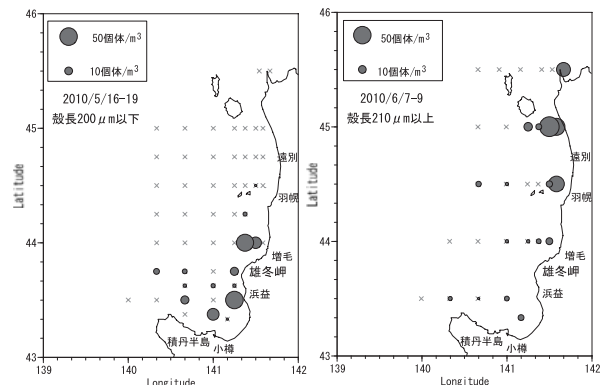 50個体/m3
10個体/m3
2010/5/16-19
殻長200μm以下
46
45
44
43
Latitude
遠別
羽幌
増毛
雄冬岬
浜益
積丹半島
小樽
139
140
141
142
Longitude
50個体/m3
10個体/m3
2010/6/7-9
殻長210μm以上
46
45
44
43
Latitude
遠別
羽幌
増毛
雄冬岬
浜益
積丹半島
小樽
139
140
141
142
Longitude